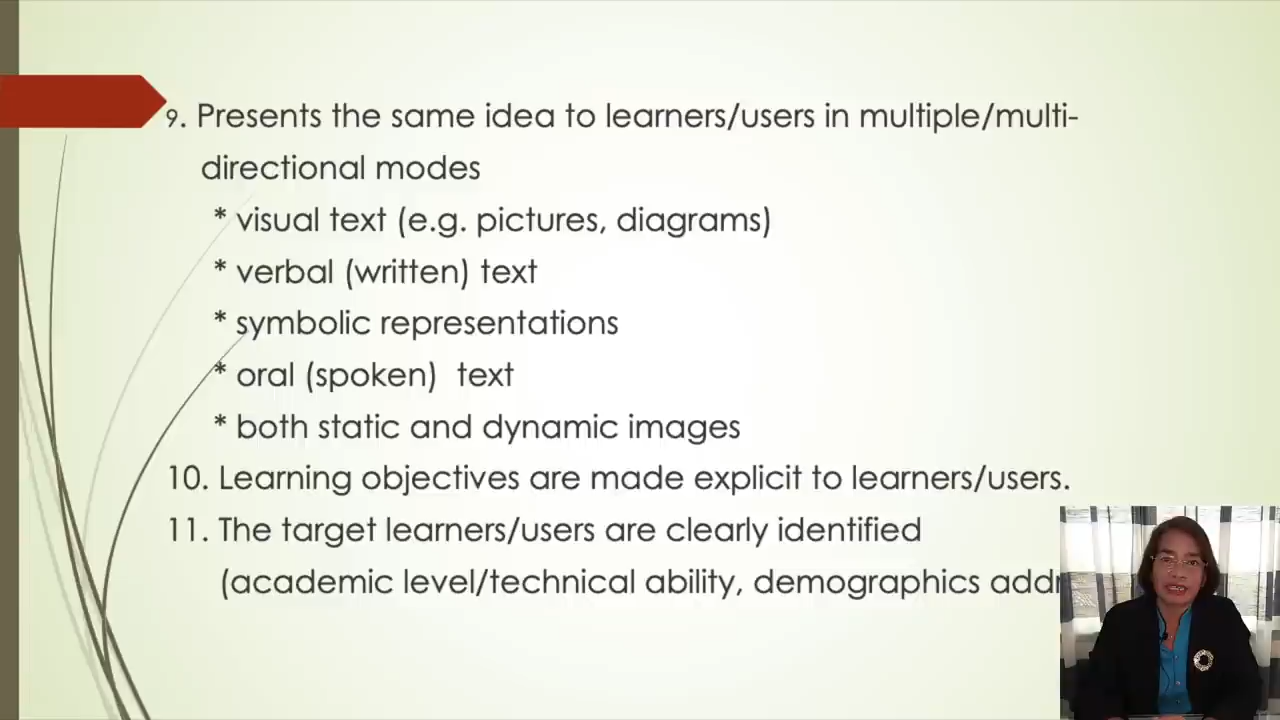 9. Presents the same idea to learners/users in multiple/multi-
directional modes
* visual text (e.g. pictures, diagrams)
* verbal (written) text
* symbolic representations
* oral (spoken) text
* both static and dynamic images
10. Learning objectives are made explicit to learners/users.
11. The target learners/users are clearly identified
(academic level/technical ability, demographics